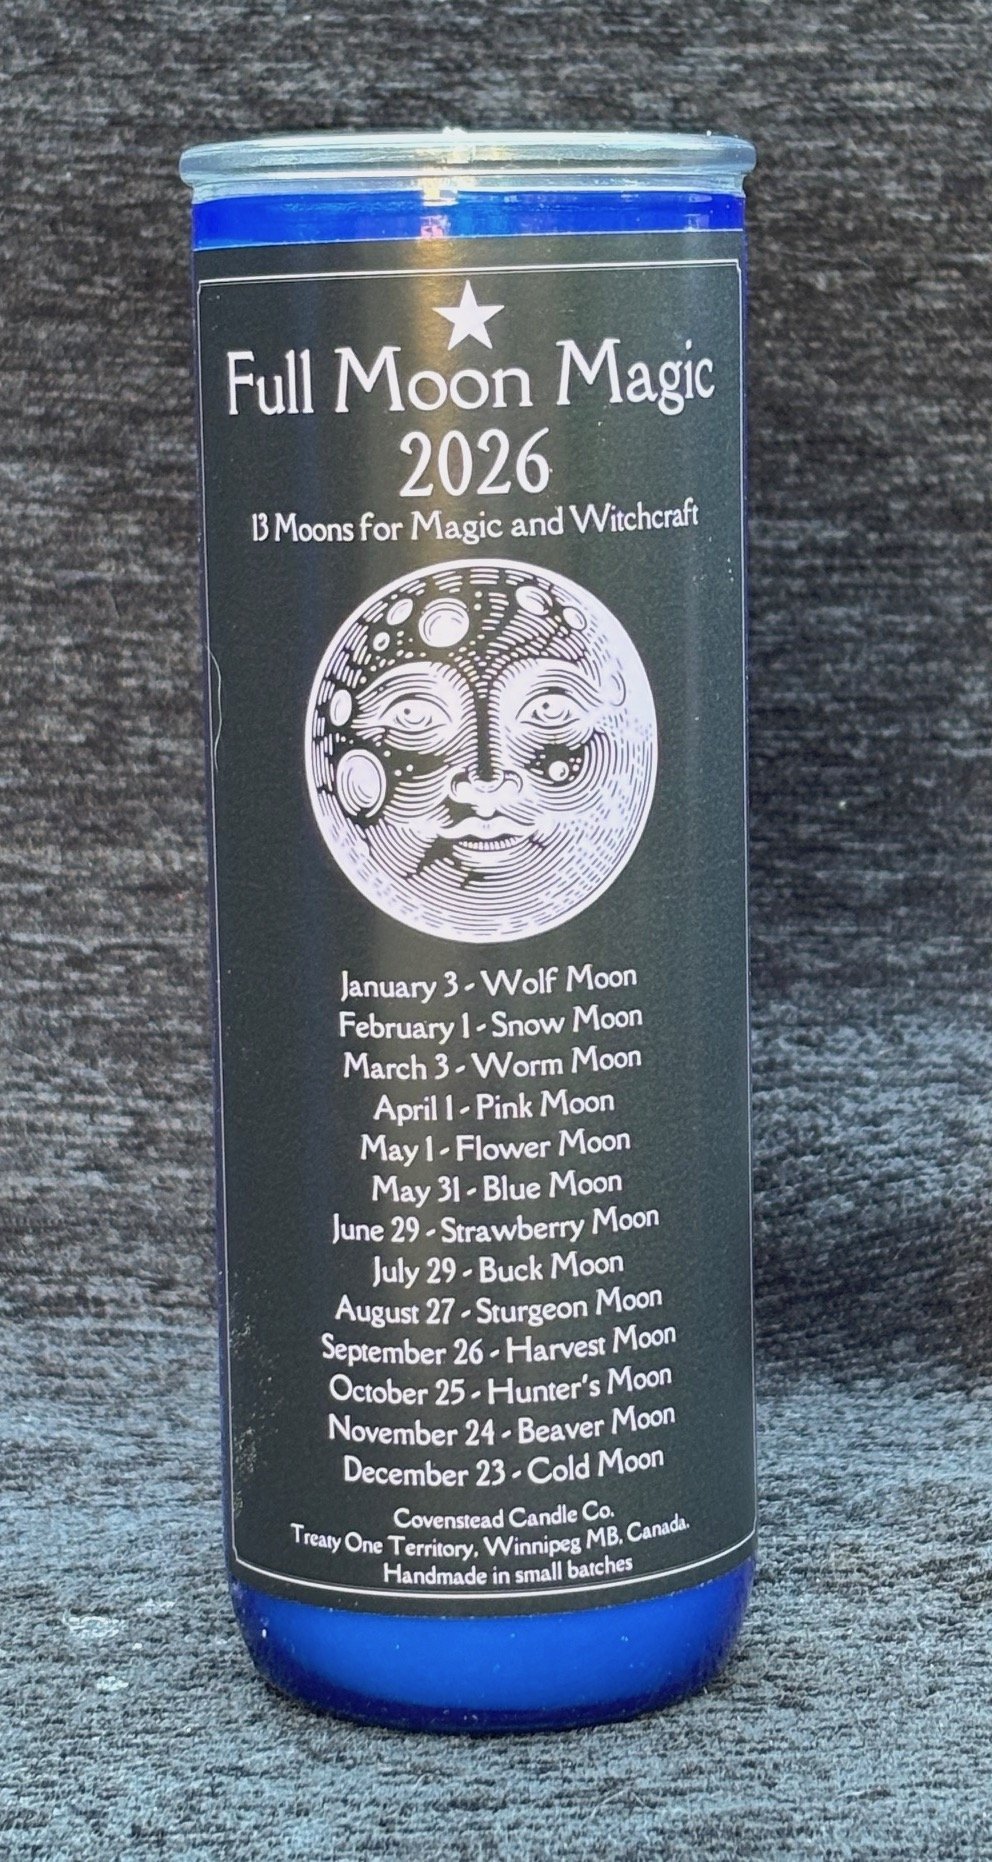 Full Moon Magic
2026
13 Moons for Magic and Witchcraft
January 3 - Wolf Moon
February 1 - Snow Moon
March 3 - Worm Moon
April 1 - Pink Moon
May 1 - Flower Moon
May 31 - Blue Moon
June 29 - Strawberry Moon
July 29 - Buck Moon
August 27 - Sturgeon Moon
September 26 - Harvest Moon
October 25 - Hunter's Moon
November 24 - Beaver Moon
December 23 - Cold Moon
Covenstead Candle Co.
Treaty One Territory, Winnipeg MB, Canada.
Handmade in small batches